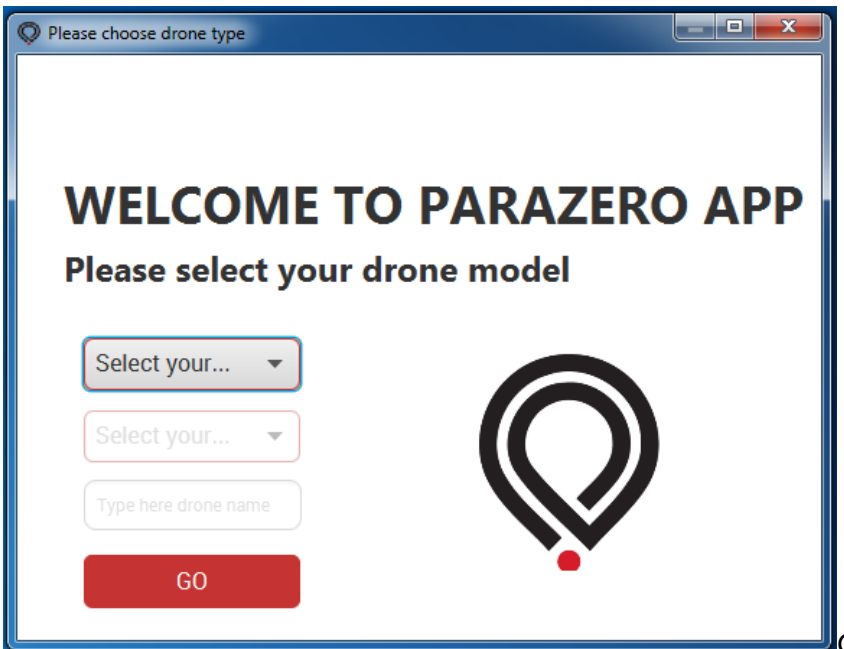 Please choose drone type
WELCOME TO PARAZERO APP
Please select your drone model
Select your...
Select your...
Type here drone name
GO